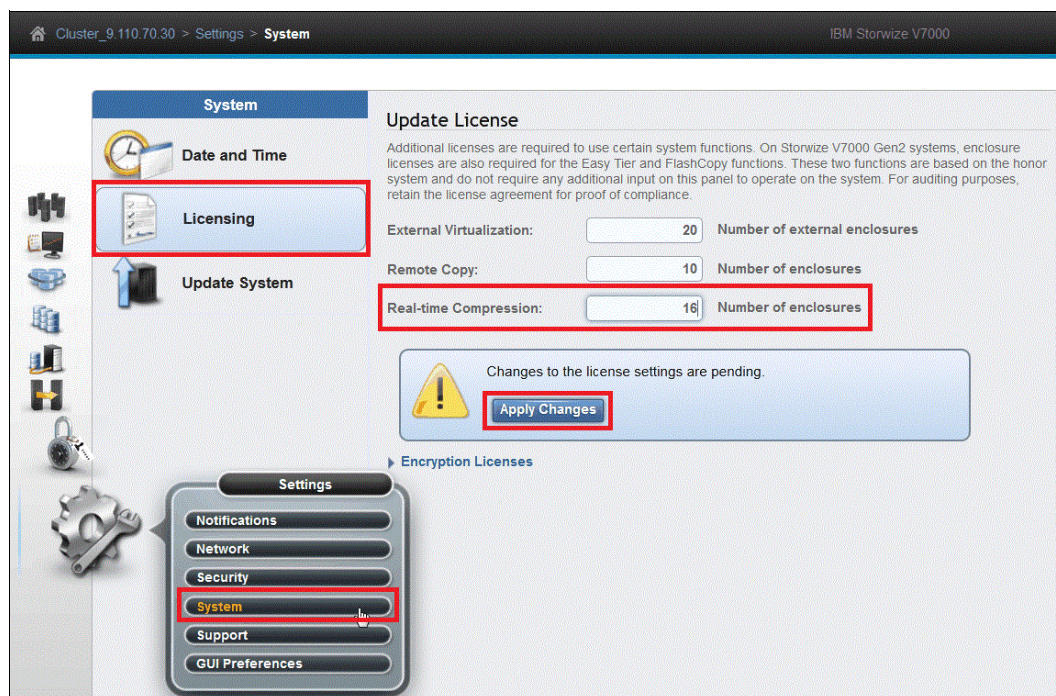 Cluster_9.110.70.30 > Settings > System
IBM Storwize V7000
System
Date and Time
Licensing
Update System
Update License
Additional licenses are required to use certain system functions. On Storwize V7000 Gen2 systems, enclosure
licenses are also required for the Easy Tier and FlashCopy functions. These two functions are based on the honor
system and do not require any additional input on this panel to operate on the system. For auditing purposes,
retain the license agreement for proof of compliance.
External Virtualization: 20 Number of external enclosures
Remote Copy: 10 Number of enclosures
Real-time Compression: 16 Number of enclosures
Changes to the license settings are pending.
Apply Changes
Encryption Licenses
Settings
Notifications
Network
Security
System
Support
GUI Preferences